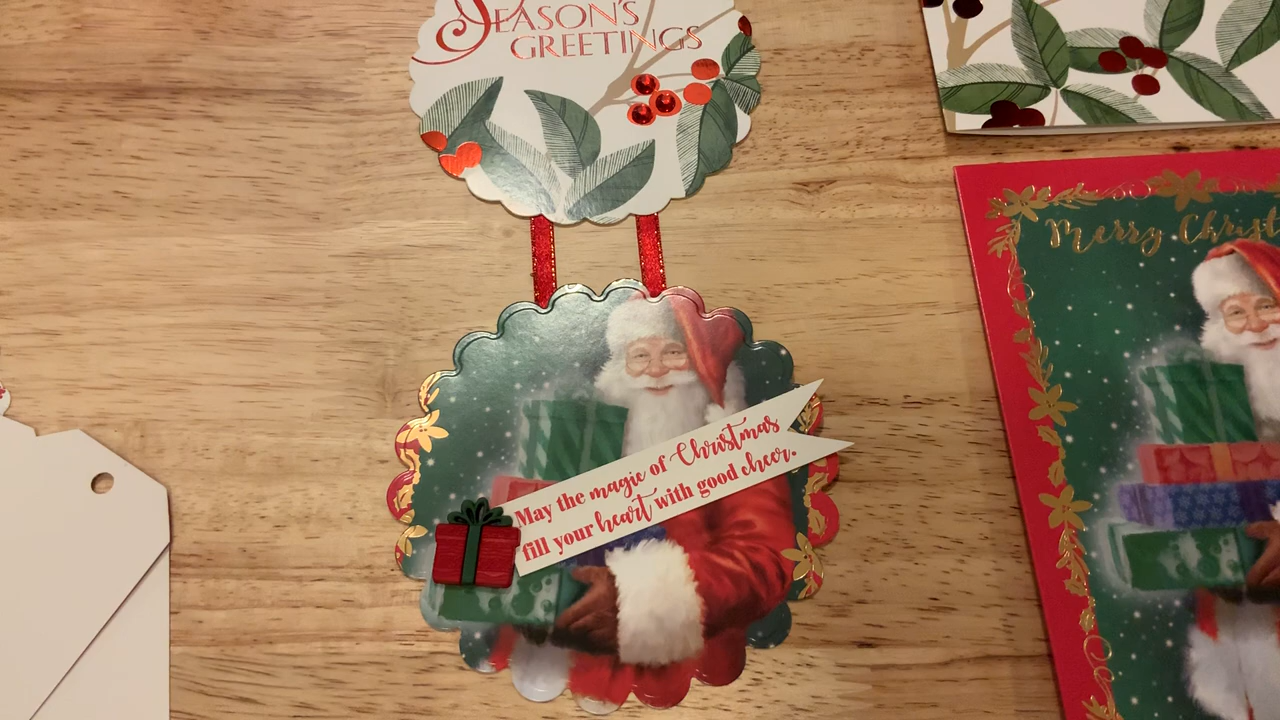 SEASON'S
GREETINGS
Merry Christ
May the magic of Christmas
fill your heart with good cheer.